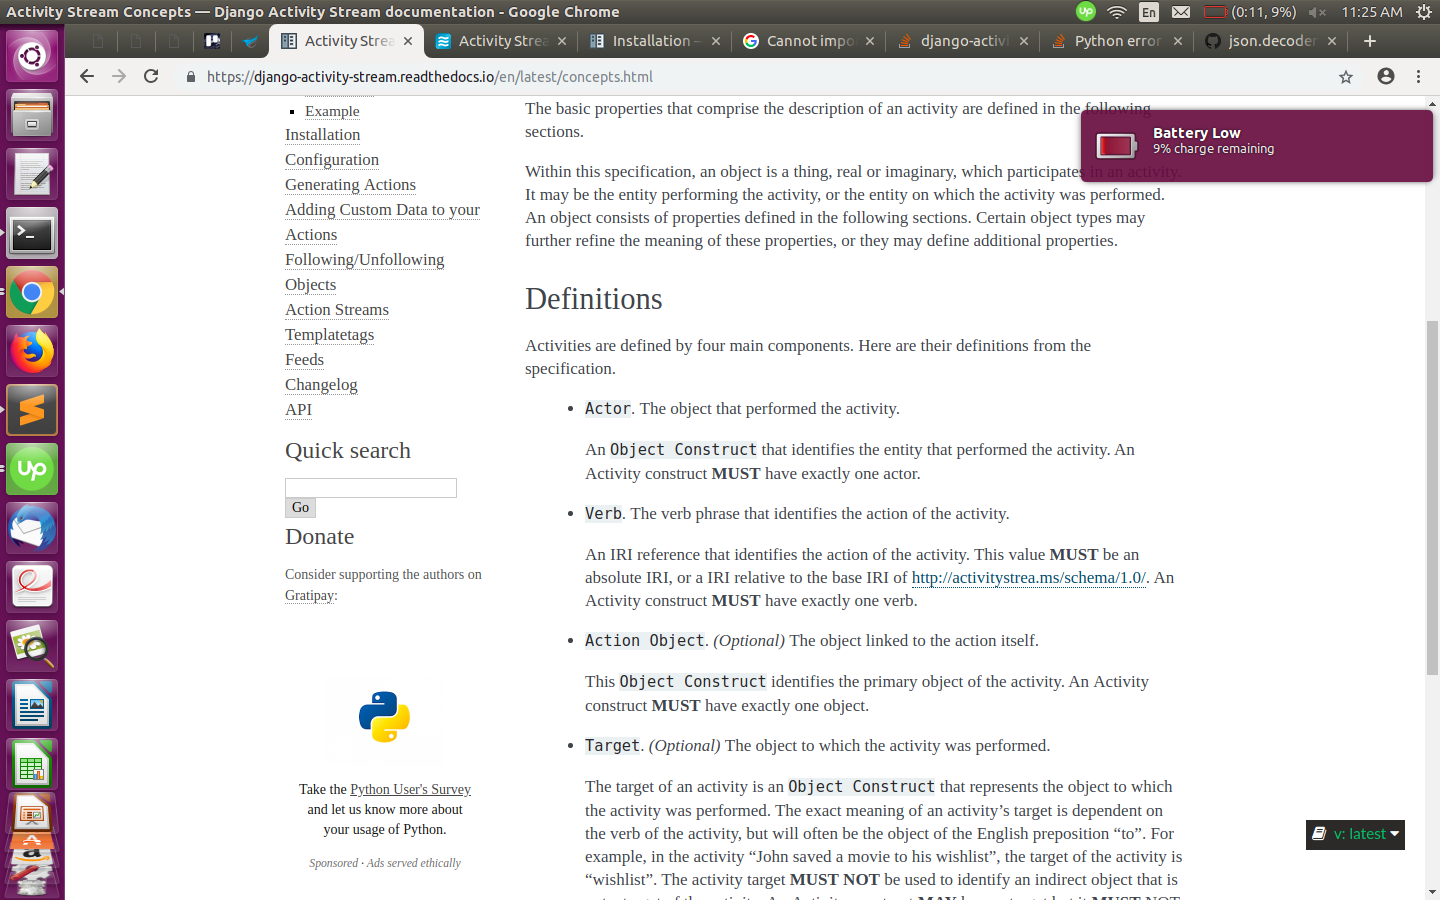 Activity Stream Concepts — Django Activity Stream documentation - Google Chrome
En
(0:11, 9%)
11:25 AM
Activity Strea
Activity Strea
Installation -
Cannot impo
django-activi
Python error
json.decoder
https://django-activity-stream.readthedocs.io/en/latest/concepts.html
Example
Installation
Configuration
Generating Actions
Adding Custom Data to your
Actions
Following/Unfollowing
Objects
Action Streams
Templatetags
Feeds
Changelog
API
Quick search
Go
Donate
Consider supporting the authors on
Gratipay:
Take the Python User's Survey
and let us know more about
your usage of Python.
Sponsored · Ads served ethically
The basic properties that comprise the description of an activity are defined in the following
sections.
Within this specification, an object is a thing, real or imaginary, which participates in an activity.
It may be the entity performing the activity, or the entity on which the activity was performed.
An object consists of properties defined in the following sections. Certain object types may
further refine the meaning of these properties, or they may define additional properties.
Definitions
Activities are defined by four main components. Here are their definitions from the
specification.
• Actor. The object that performed the activity.
An Object Construct that identifies the entity that performed the activity. An
Activity construct MUST have exactly one actor.
• Verb. The verb phrase that identifies the action of the activity.
An IRI reference that identifies the action of the activity. This value MUST be an
absolute IRI, or a IRI relative to the base IRI of http://activitystrea.ms/schema/1.0/. An
Activity construct MUST have exactly one verb.
• Action Object. (Optional) The object linked to the action itself.
This Object Construct identifies the primary object of the activity. An Activity
construct MUST have exactly one object.
• Target. (Optional) The object to which the activity was performed.
The target of an activity is an Object Construct that represents the object to which
the activity was performed. The exact meaning of an activity’s target is dependent on
the verb of the activity, but will often be the object of the English preposition “to”. For
example, in the activity “John saved a movie to his wishlist”, the target of the activity is
“wishlist”. The activity target MUST NOT be used to identify an indirect object that is
Battery Low
9% charge remaining
v: latest